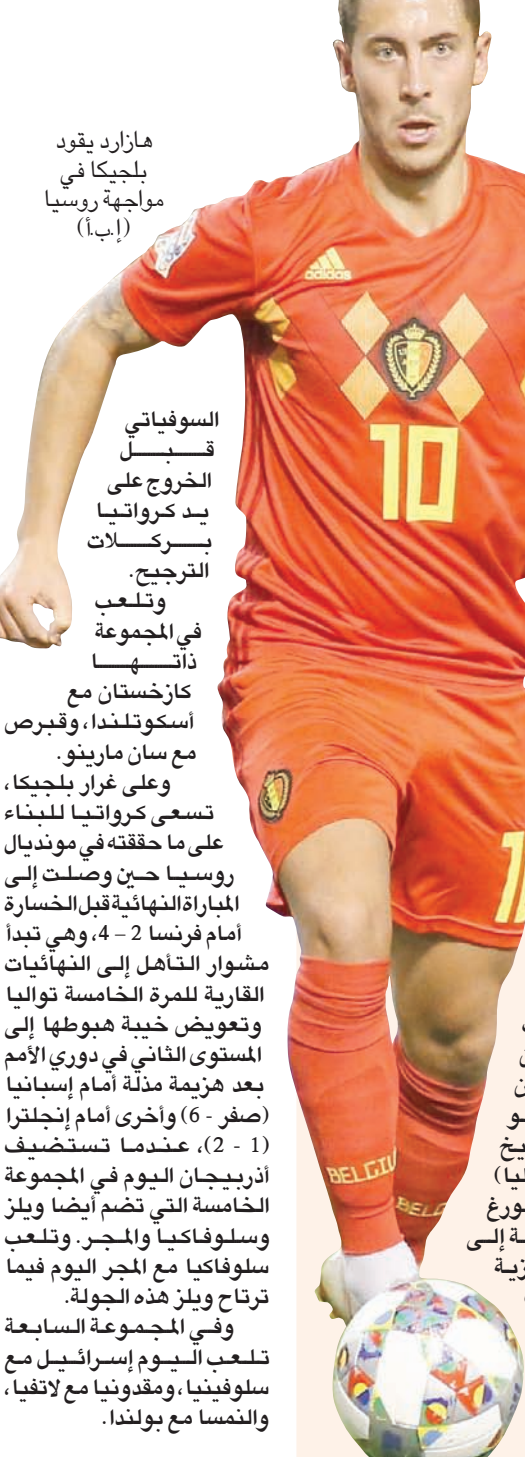 هازارد يقود
بلجيكا في
مواجهة روسيا
(إ.ب.أ)
adidas
10
السوفياتي
قبل
الخروج على
يد كرواتيا
بركلات
الترجيح.
وتلعب
في المجموعة
ذاتها
كازخستان مع
أسكوتلندا، وقبرص
مع سان مارينو.
وعلى غرار بلجيكا،
تسعى كرواتيا للبناء
على ما حققته في مونديال
روسيا حين وصلت إلى
المباراة النهائية قبل الخسارة
أمام فرنسا 2 – 4، وهي تبدأ
مشوار التأهل إلى النهائيات
القارية للمرة الخامسة تواليا
وتعويض خيبة هبوطها إلى
المستوى الثاني في دوري الأمم
بعد هزيمة مذلة أمام إسبانيا
(صفر - 6) وأخرى أمام إنجلترا
(1 - 2)، عندما تستضيف
أذربيجان اليوم في المجموعة
الخامسة التي تضم أيضا ويلز
وسلوفاكيا والمجر. وتلعب
سلوفاكيا مع المجر اليوم فيما
ترتاح ويلز هذه الجولة.
وفي المجموعة السابعة
تلعب اليوم إسرائيل مع
سلوفينيا، ومقدونيا مع لاتفيا،
والنمسا مع بولندا.